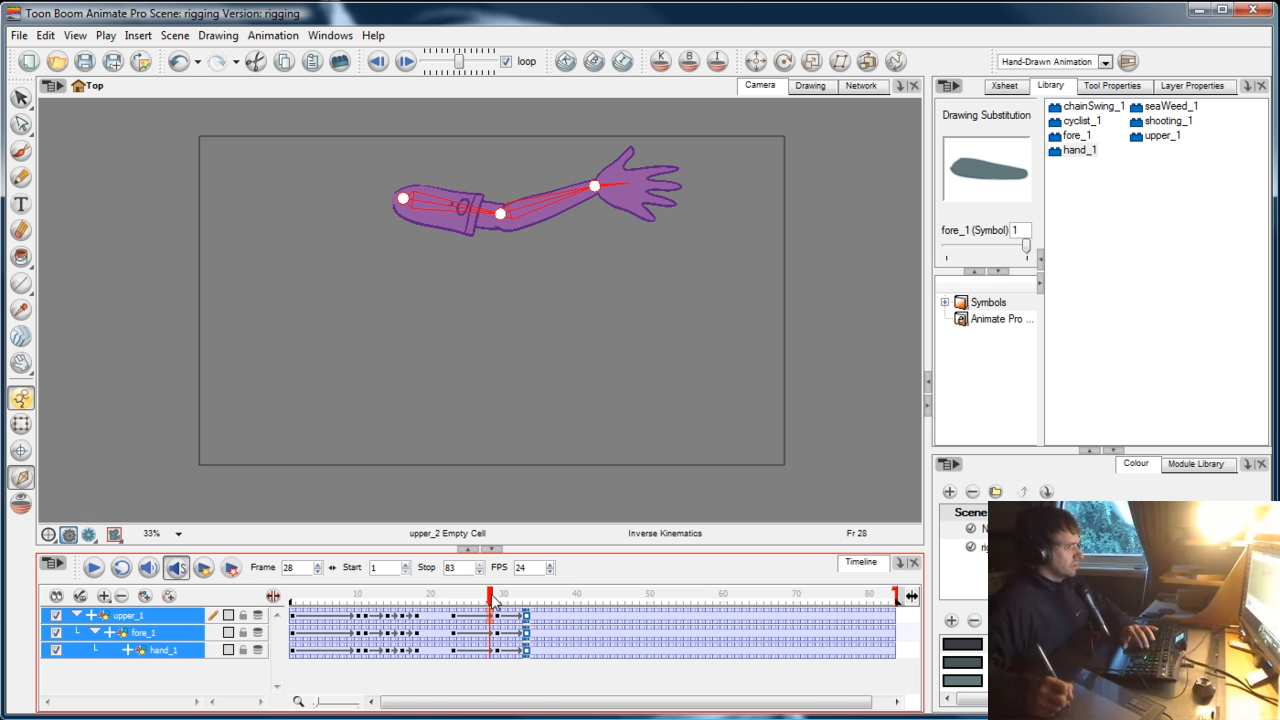 Toon Boom Animate Pro Scene: rigging Version: rigging
File Edit View Play Insert Scene Drawing Animation Windows Help
loop
K B I
Hand-Drawn Animation
Top
Camera Drawing Network
Xsheet Library Tool Properties Layer Properties
Drawing Substitution
chainSwing_1 seaWeed_1
cyclist_1 shooting_1
fore_1 upper_1
hand_1
T
fore_1 (Symbol) 1
Symbols
Animate Pro ...
Colour Module Library
33% upper_2 Empty Cell Inverse Kinematics Fr 28
Scene
Timeline
Frame 28 Start 1 Stop 83 FPS 24
10 20 30 40 50 60 70 80
upper_1
fore_1
hand_1